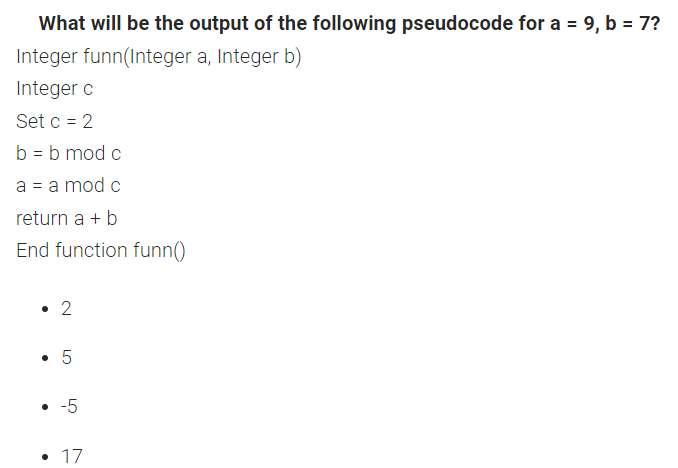 What will be the output of the following pseudocode for a = 9, b = 7?
Integer funn(Integer a, Integer b)
Integer c
Set c = 2
b = b mod c
a = a mod c
return a + b
End function funn()
• 2
• 5
• -5
• 17